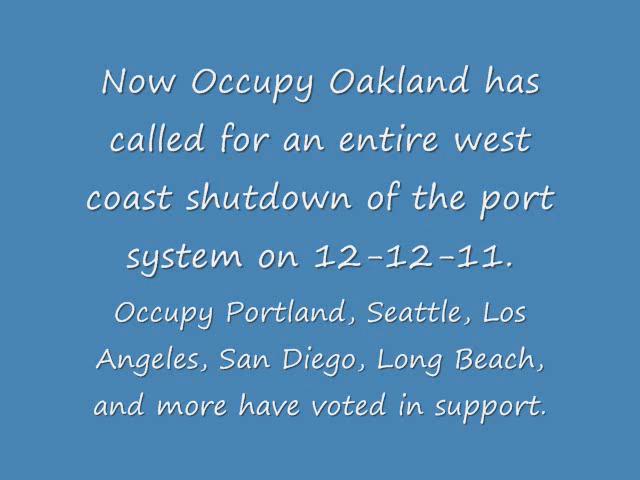 Now Occupy Oakland has
called for an entire west
coast shutdown of the port
system on 12-12-11.
Occupy Portland, Seattle, Los
Angeles, San Diego, Long Beach,
and more have voted in support.